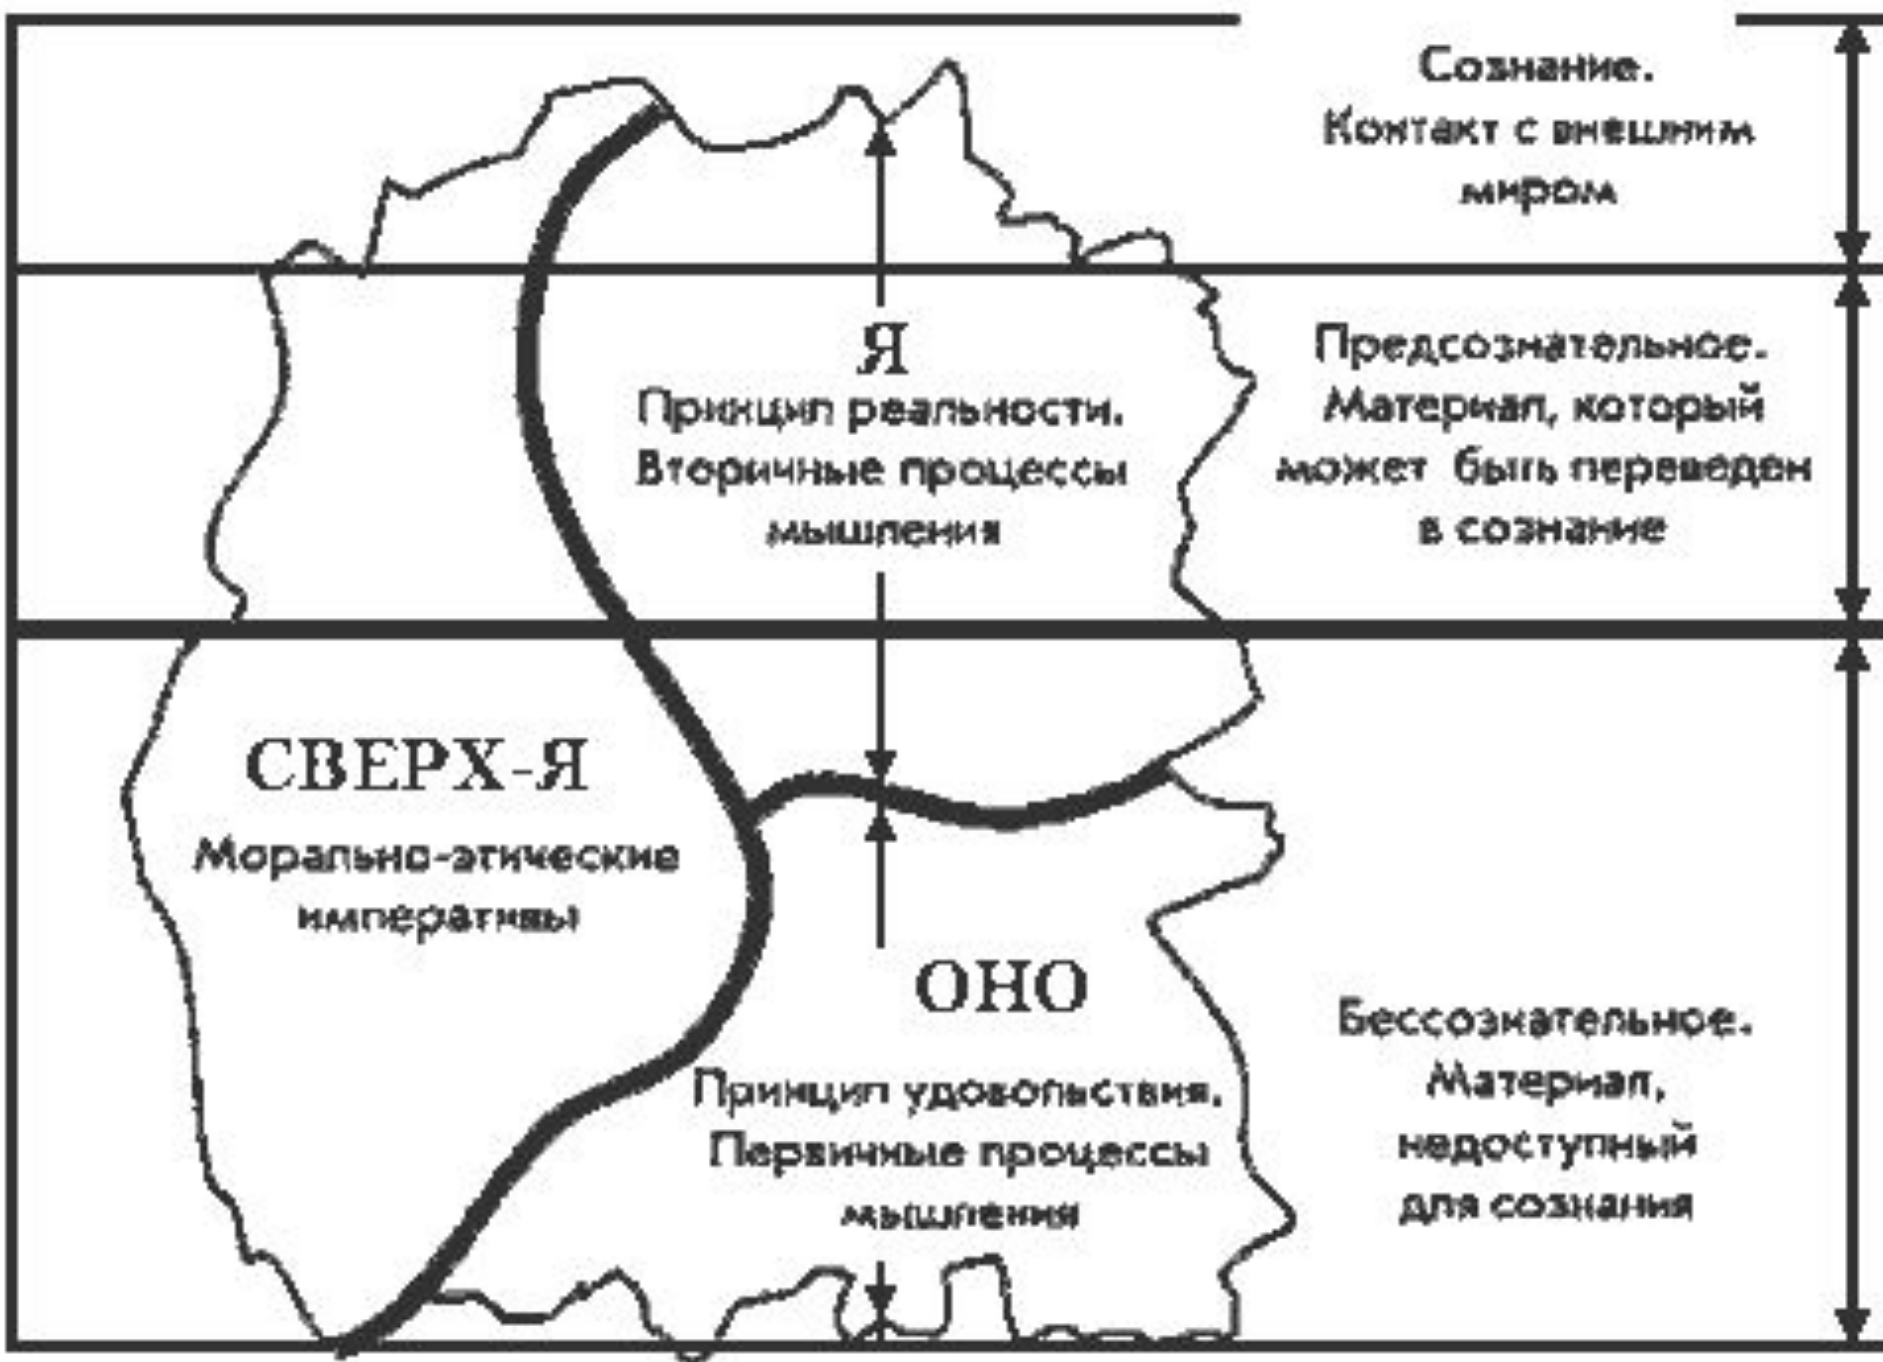 Сознание.
Контакт с внешним
миром
Я
Принцип реальности.
Вторичные процессы
мышления
Предсознательное.
Материал, который
может быть переведен
в сознание
СВЕРХ-Я
Морально-этические
императивы
ОНО
Принцип удовольствия.
Первичные процессы
мышления
Бессознательное.
Материал,
недоступный
для сознания